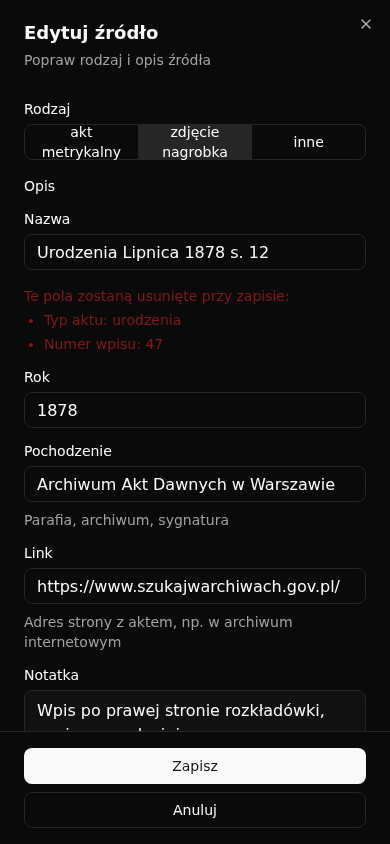 Edytuj źródło
Popraw rodzaj i opis źródła
Rodzaj
akt metrykalny
zdjęcie nagrobka
inne
Opis
Nazwa
Urodzenia Lipnica 1878 s. 12
Te pola zostaną usunięte przy zapisie:
• Typ aktu: urodzenia
• Numer wpisu: 47
Rok
1878
Pochodzenie
Archiwum Akt Dawnych w Warszawie
Parafia, archiwum, sygnatura
Link
https://www.szukajwarchiwach.gov.pl/
Adres strony z aktem, np. w archiwum
internetowym
Notatka
Wpis po prawej stronie rozkładówki,
Zapisz
Anuluj